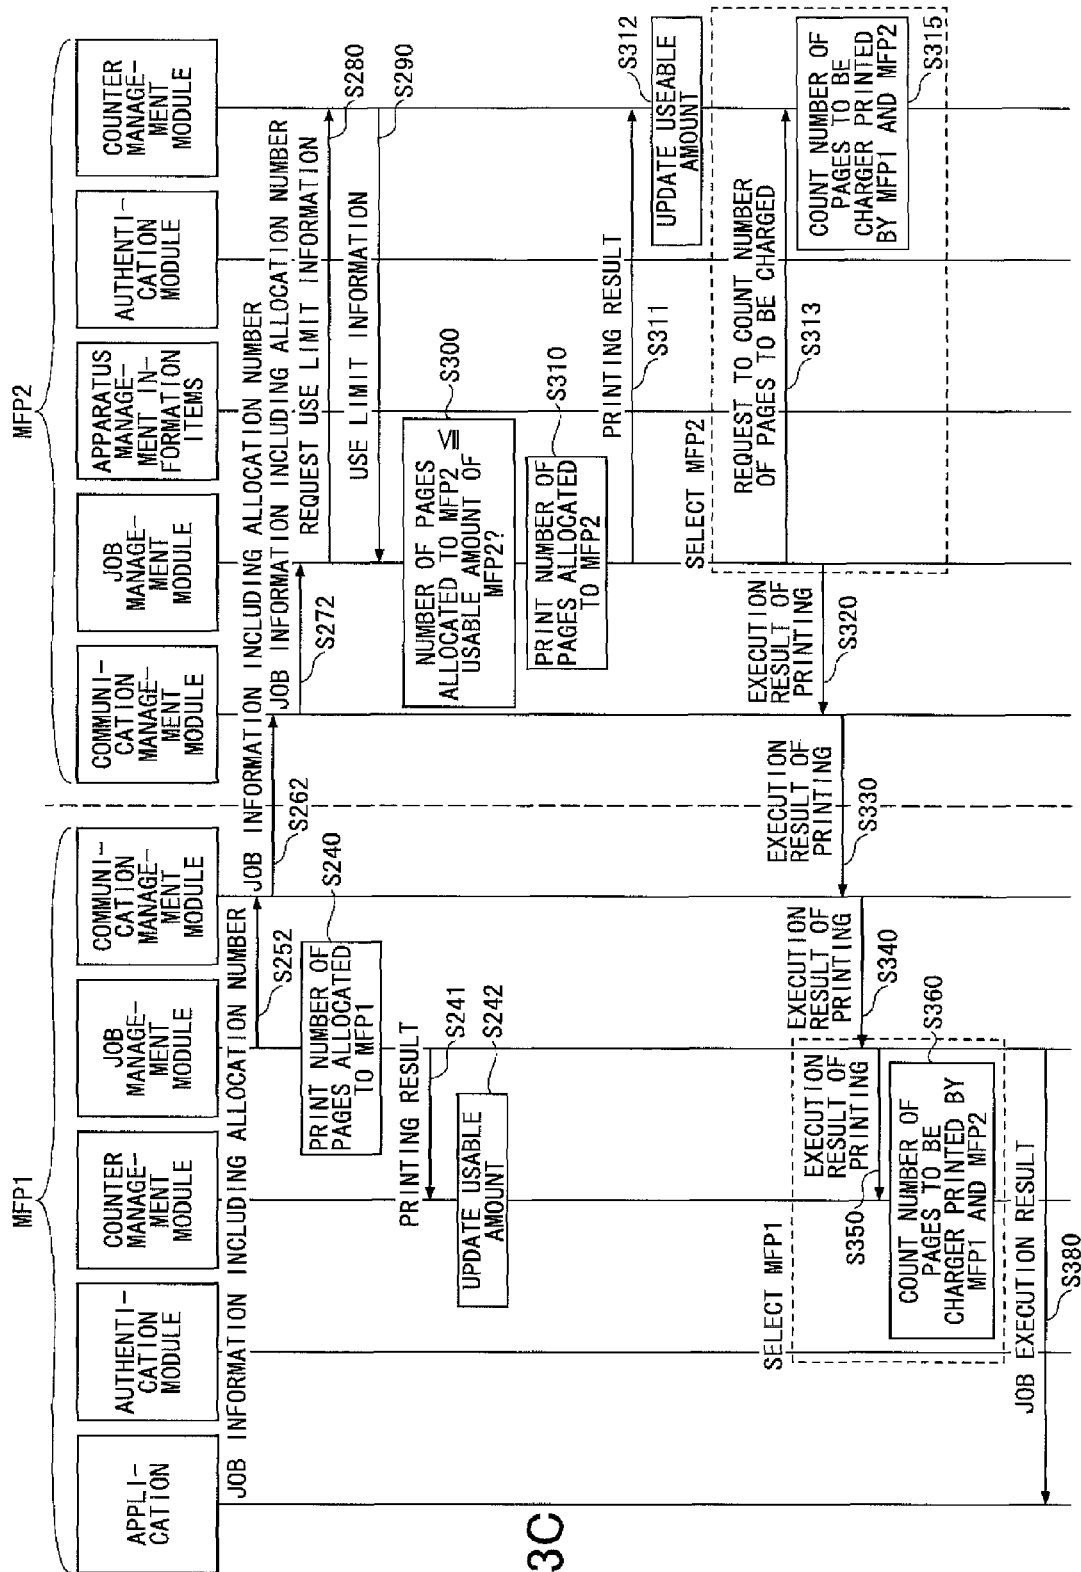 MFP1
MFP2
APPLI-
CATION
AUTHENTI-
CATION
MODULE
COUNTER
MANAGE-
MENT
MODULE
JOB
MANAGE-
MENT
MODULE
COMMUNI-
CATION
MANAGE-
MENT
MODULE
COMMUNI-
CATION
MANAGE-
MENT
MODULE
JOB
MANAGE-
MENT
MODULE
APPARATUS
MANAGE-
MENT IN-
FORMATION
ITEMS
AUTHENTI-
CATION
MODULE
COUNTER
MANAGE-
MENT
MODULE
JOB INFORMATION INCLUDING ALLOCATION NUMBER
S252
JOB INFORMATION INCLUDING ALLOCATION NUMBER
S262
JOB INFORMATION INCLUDING ALLOCATION NUMBER
S272
REQUEST USE LIMIT INFORMATION
S280
USE LIMIT INFORMATION
S290
PRINT NUMBER OF
PAGES ALLOCATED
TO MFP1
S240
PRINTING RESULT
S241
UPDATE USABLE
AMOUNT
S242
NUMBER OF PAGES
ALLOCATED TO MFP2 ≦
USABLE AMOUNT OF
MFP2?
S300
PRINT NUMBER OF
PAGES ALLOCATED
TO MFP2
S310
PRINTING RESULT
S311
UPDATE USEABLE
AMOUNT
S312
SELECT MFP2
REQUEST TO COUNT NUMBER
OF PAGES TO BE CHARGED
S313
COUNT NUMBER OF
PAGES TO BE
CHARGER PRINTED
BY MFP1 AND MFP2
S315
EXECUTION
RESULT OF
PRINTING
S320
EXECUTION
RESULT OF
PRINTING
S330
EXECUTION
RESULT OF
PRINTING
S340
SELECT MFP1
EXECUTION
RESULT OF
PRINTING
S350
COUNT NUMBER OF
PAGES TO BE
CHARGER PRINTED BY
MFP1 AND MFP2
S360
JOB EXECUTION RESULT
S380
3C